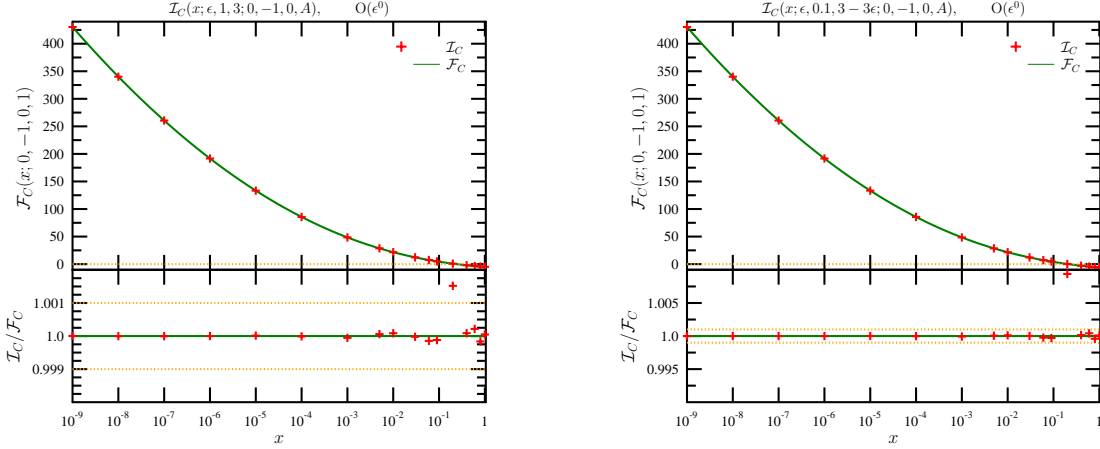 𝓘_C(x; ϵ, 1, 3; 0, −1, 0, A), O(ϵ⁰)
400
350
300
250
200
150
100
50
0
𝓕_C(x; 0, −1, 0, 1)
𝓘_C
𝓕_C
1.001
1.0
0.999
𝓘_C/𝓕_C
10⁻⁹ 10⁻⁸ 10⁻⁷ 10⁻⁶ 10⁻⁵ 10⁻⁴ 10⁻³ 10⁻² 10⁻¹ 1
x
𝓘_C(x; ϵ, 0.1, 3 − 3ϵ; 0, −1, 0, A), O(ϵ⁰)
400
350
300
250
200
150
100
50
0
𝓕_C(x; 0, −1, 0, 1)
𝓘_C
𝓕_C
1.005
1.0
0.995
𝓘_C/𝓕_C
10⁻⁹ 10⁻⁸ 10⁻⁷ 10⁻⁶ 10⁻⁵ 10⁻⁴ 10⁻³ 10⁻² 10⁻¹ 1
x